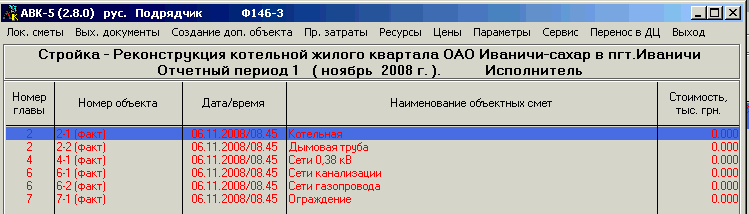 АВК-5 (2.8.0) рус. Подрядчик Ф146-3
Лок. сметы Вых. документы Создание доп. объекта Пр. затраты Ресурсы Цены Параметры Сервис Перенос в ДЦ Выход
Стройка - Реконструкция котельной жилого квартала ОАО Иваничи-сахар в пгт.Иваничи
Отчетный период 1 ( ноябрь 2008 г. ). Исполнитель
Номер главы Номер объекта Дата/время Наименование объектных смет Стоимость, тыс. грн.
2 2-1 (факт) 06.11.2008/08.45 Котельная 0.000
2 2-2 (факт) 06.11.2008/08.45 Дымовая труба 0.000
4 4-1 (факт) 06.11.2008/08.45 Сети 0,38 кВ 0.000
6 6-1 (факт) 06.11.2008/08.45 Сети канализации 0.000
6 6-2 (факт) 06.11.2008/08.45 Сети газопровода 0.000
7 7-1 (факт) 06.11.2008/08.45 Ограждение 0.000